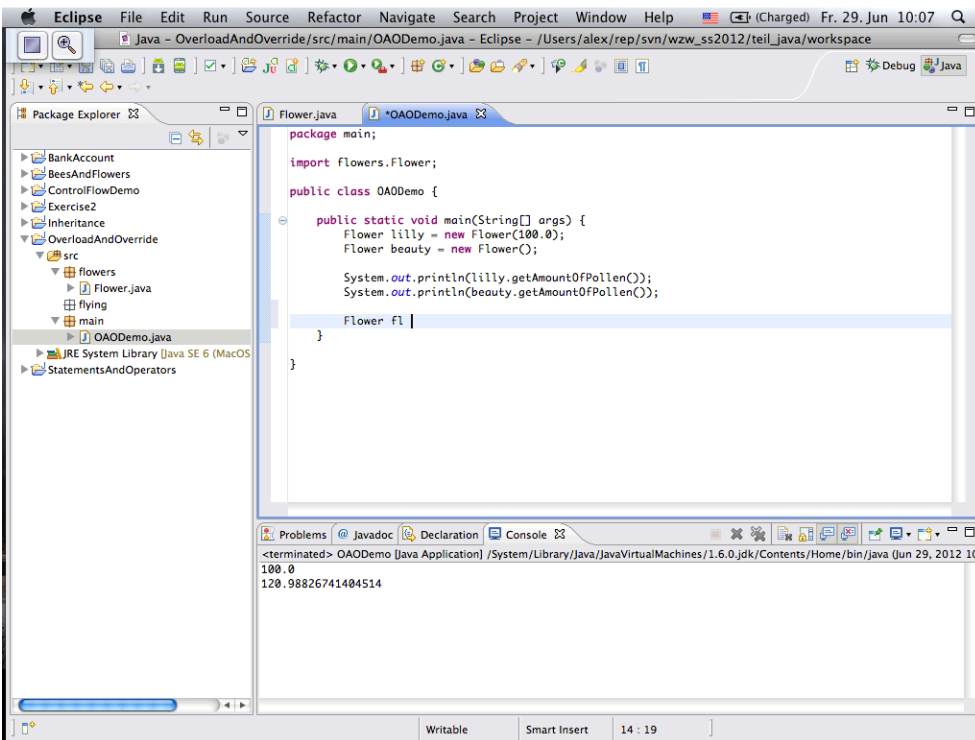 Eclipse File Edit Run Source Refactor Navigate Search Project Window Help (Charged) Fr. 29. Jun 10:07
Java - OverloadAndOverride/src/main/OAODemo.java - Eclipse - /Users/alex/rep/svn/wzw_ss2012/teil_java/workspace
Debug Java
Package Explorer
BankAccount
BeesAndFlowers
ControlFlowDemo
Exercise2
Inheritance
OverloadAndOverride
src
flowers
Flower.java
flying
main
OAODemo.java
JRE System Library [Java SE 6 (MacOS
StatementsAndOperators
Flower.java *OAODemo.java
package main;
import flowers.Flower;
public class OAODemo {
public static void main(String[] args) {
Flower lilly = new Flower(100.0);
Flower beauty = new Flower();
System.out.println(lilly.getAmountOfPollen());
System.out.println(beauty.getAmountOfPollen());
Flower fl
}
}
Problems @ Javadoc Declaration Console
<terminated> OAODemo [Java Application] /System/Library/Java/JavaVirtualMachines/1.6.0.jdk/Contents/Home/bin/java (Jun 29, 2012 10
100.0
120.98826741404514
Writable Smart Insert 14 : 19